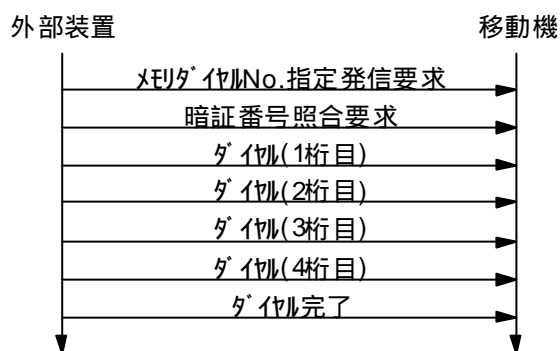 外部装置
移動機
ﾒﾓﾘﾀﾞｲﾔﾙNo.指定発信要求
暗証番号照合要求
ﾀﾞｲﾔﾙ(1桁目)
ﾀﾞｲﾔﾙ(2桁目)
ﾀﾞｲﾔﾙ(3桁目)
ﾀﾞｲﾔﾙ(4桁目)
ﾀﾞｲﾔﾙ完了